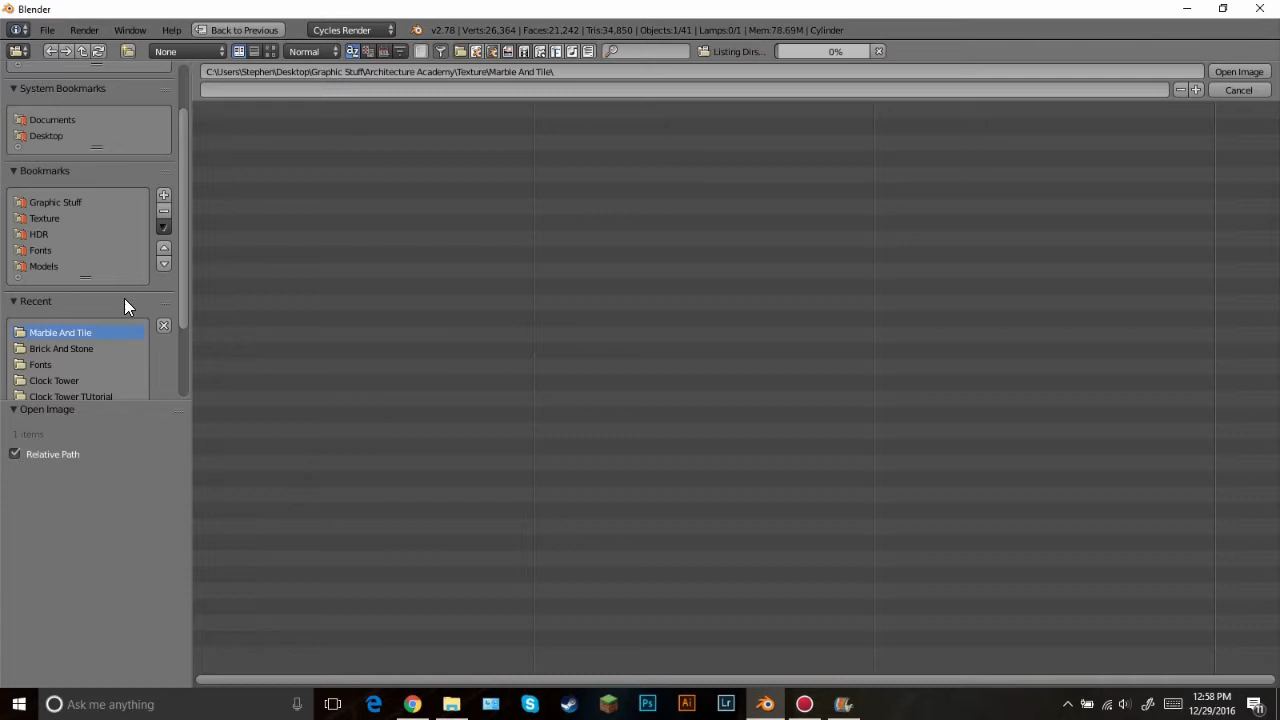 Blender
File Render Window Help Back to Previous Cycles Render v2.78 | Verts:26,364 | Faces:21,242 | Tris:34,850 | Objects:1/41 | Lamps:0/1 | Mem:78.69M | Cylinder
None Normal Listing Dirs... 0%
C:\Users\Stephen\Desktop\Graphic Stuff\Architecture Academy\Texture\Marble And Tile\ Open Image
Cancel
System Bookmarks
Documents
Desktop
Bookmarks
Graphic Stuff
Texture
HDR
Fonts
Models
Recent
Marble And Tile
Brick And Stone
Fonts
Clock Tower
Clock Tower TUtorial
Open Image
1 items
Relative Path
Ask me anything
Ps Ai Lr
12:58 PM
12/29/2016
11